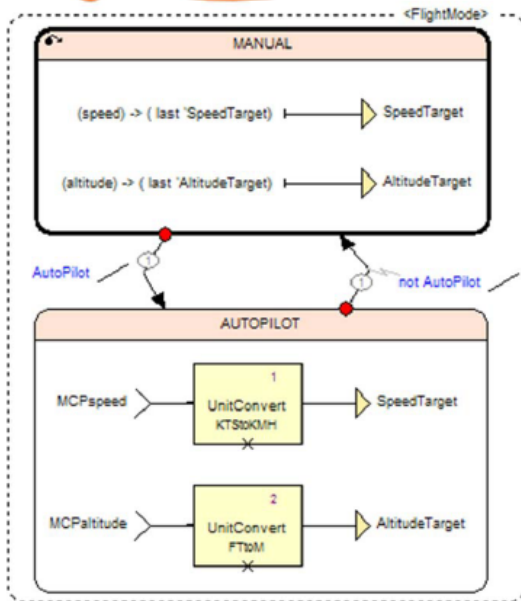 <FlightMode>
MANUAL
(speed) -> ( last 'SpeedTarget)
SpeedTarget
(altitude) -> ( last 'AltitudeTarget)
AltitudeTarget
AutoPilot
1
1
not AutoPilot
AUTOPILOT
MCPspeed
1
UnitConvert
KTStoKMH
SpeedTarget
MCPaltitude
2
UnitConvert
FTtoM
AltitudeTarget